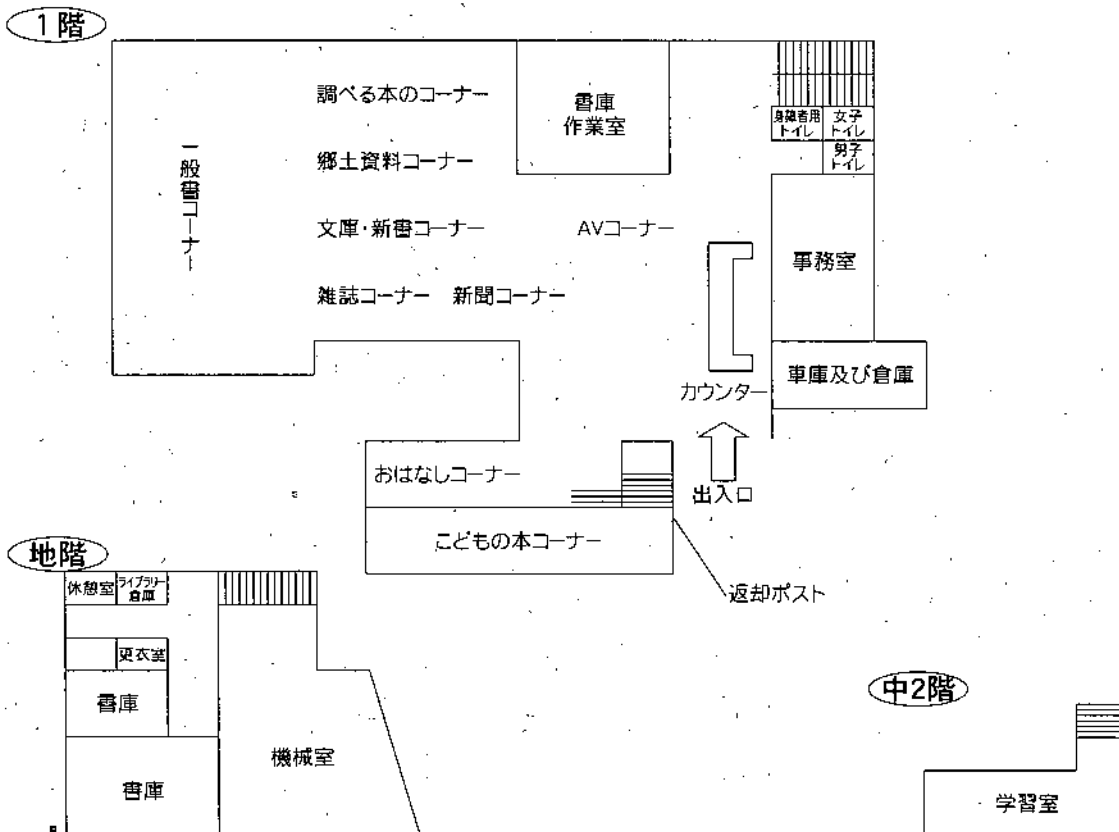 1階
調べる本のコーナー
書庫
作業室
身障者用
トイレ
女子
トイレ
男子
トイレ
郷土資料コーナー
一般書コーナー
文庫・新書コーナー
AVコーナー
事務室
雑誌コーナー
新聞コーナー
車庫及び倉庫
カウンター
おはなしコーナー
出入口
こどもの本コーナー
返却ポスト
地階
休憩室
ライブラリー
倉庫
更衣室
書庫
機械室
書庫
中2階
学習室